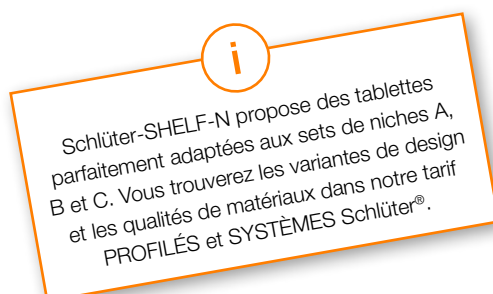 i
Schlüter-SHELF-N propose des tablettes
parfaitement adaptées aux sets de niches A,
B et C. Vous trouverez les variantes de design
et les qualités de matériaux dans notre tarif
PROFILÉS et SYSTÈMES Schlüter®.